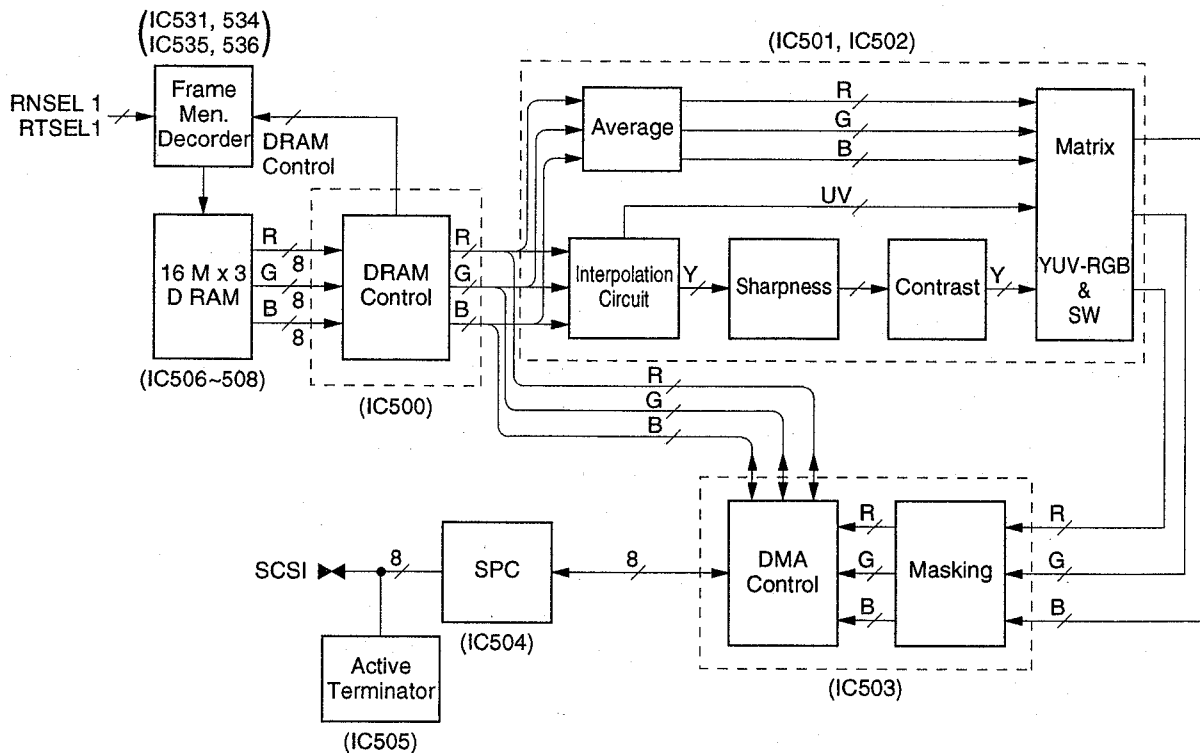 (IC531, 534)
(IC535, 536)
RNSEL 1
RTSEL1
Frame
Men.
Decorder
DRAM
Control
16 M x 3
D RAM
(IC506~508)
R
8
G
8
B
8
DRAM
Control
(IC500)
R
G
B
(IC501, IC502)
Average
R
G
B
UV
Interpolation
Circuit
Y
Sharpness
Contrast
Y
Matrix
YUV-RGB
&
SW
R
G
B
SCSI
8
SPC
(IC504)
Active
Terminator
(IC505)
8
DMA
Control
R
G
B
Masking
(IC503)
R
G
B